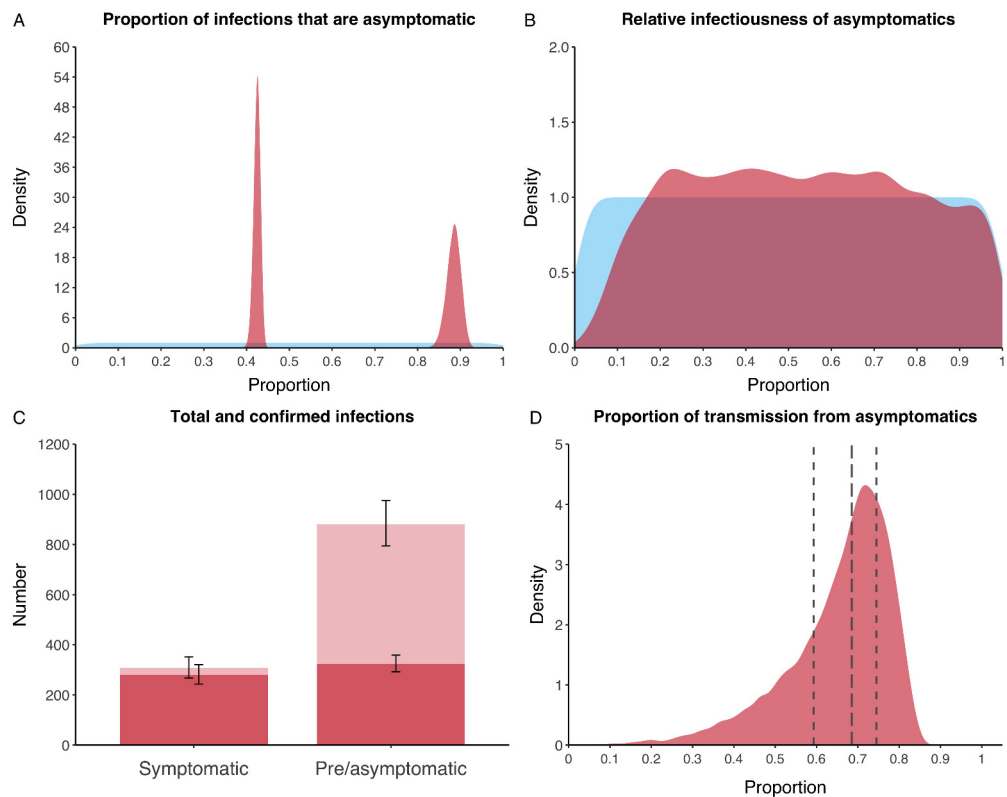 A
Proportion of infections that are asymptomatic
60
54
48
42
36
30
24
18
12
6
0
Density
0 0.1 0.2 0.3 0.4 0.5 0.6 0.7 0.8 0.9 1
Proportion
B
Relative infectiousness of asymptomatics
2.0
1.5
1.0
0.5
0.0
Density
0 0.1 0.2 0.3 0.4 0.5 0.6 0.7 0.8 0.9 1
Proportion
C
Total and confirmed infections
1200
1000
800
600
400
200
0
Number
Symptomatic Pre/asymptomatic
D
Proportion of transmission from asymptomatics
5
4
3
2
1
0
Density
0 0.1 0.2 0.3 0.4 0.5 0.6 0.7 0.8 0.9 1
Proportion